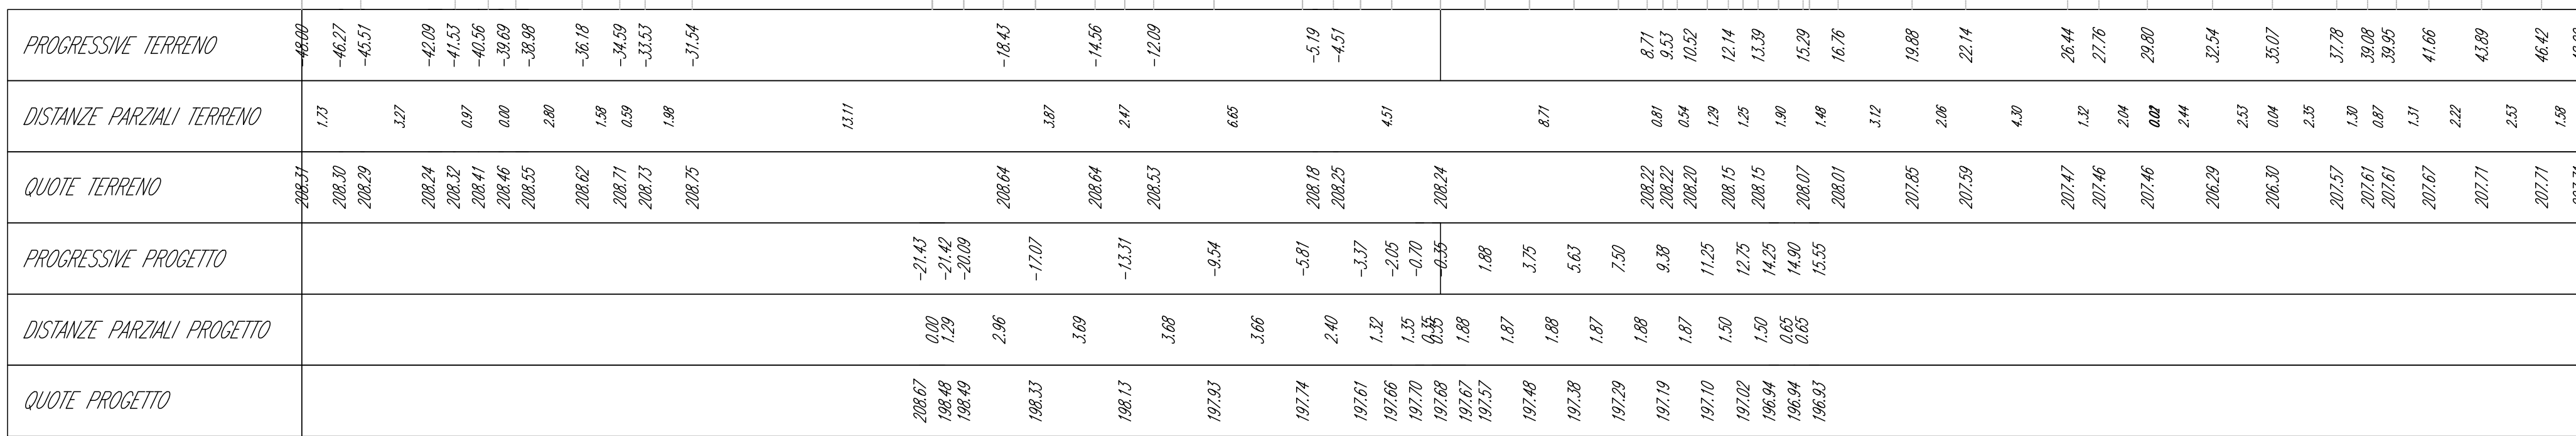 PROGRESSIVE TERRENO -48.00 -46.27 -45.51 -42.09 -41.53 -40.56 -39.69 -38.98 -36.18 -34.59 -33.53 -31.54 -18.43 -14.56 -12.09 -5.19 -4.51 8.71 9.53 10.52 12.14 13.39 15.29 16.76 19.88 22.14 26.44 27.76 29.80 32.54 35.07 37.78 39.08 39.95 41.66 43.89 46.42
DISTANZE PARZIALI TERRENO 1.73 3.27 0.97 0.00 2.80 1.58 0.59 1.98 13.11 3.87 2.47 6.65 4.51 8.71 0.81 0.54 1.29 1.25 1.90 1.48 3.12 2.06 4.30 1.32 2.04 0.02 2.44 2.53 0.04 2.35 1.30 0.87 1.31 2.22 2.53 1.58
QUOTE TERRENO 208.31 208.30 208.29 208.24 208.32 208.41 208.46 208.55 208.62 208.71 208.73 208.75 208.64 208.64 208.53 208.18 208.25 208.24 208.22 208.22 208.20 208.15 208.15 208.07 208.01 207.85 207.59 207.47 207.46 207.46 206.29 206.30 207.57 207.61 207.61 207.67 207.71 207.71
PROGRESSIVE PROGETTO -21.43 -21.42 -20.09 -17.07 -13.31 -9.54 -5.81 -3.37 -2.05 -0.70 -0.35 1.88 3.75 5.63 7.50 9.38 11.25 12.75 14.25 14.90 15.55
DISTANZE PARZIALI PROGETTO 0.00 1.29 2.96 3.69 3.68 3.66 2.40 1.32 1.35 0.35 0.35 1.88 1.87 1.88 1.87 1.88 1.87 1.50 1.50 0.65 0.65
QUOTE PROGETTO 208.67 198.48 198.49 198.33 198.13 197.93 197.74 197.61 197.66 197.70 197.68 197.67 197.57 197.48 197.38 197.29 197.19 197.10 197.02 196.94 196.94 196.93